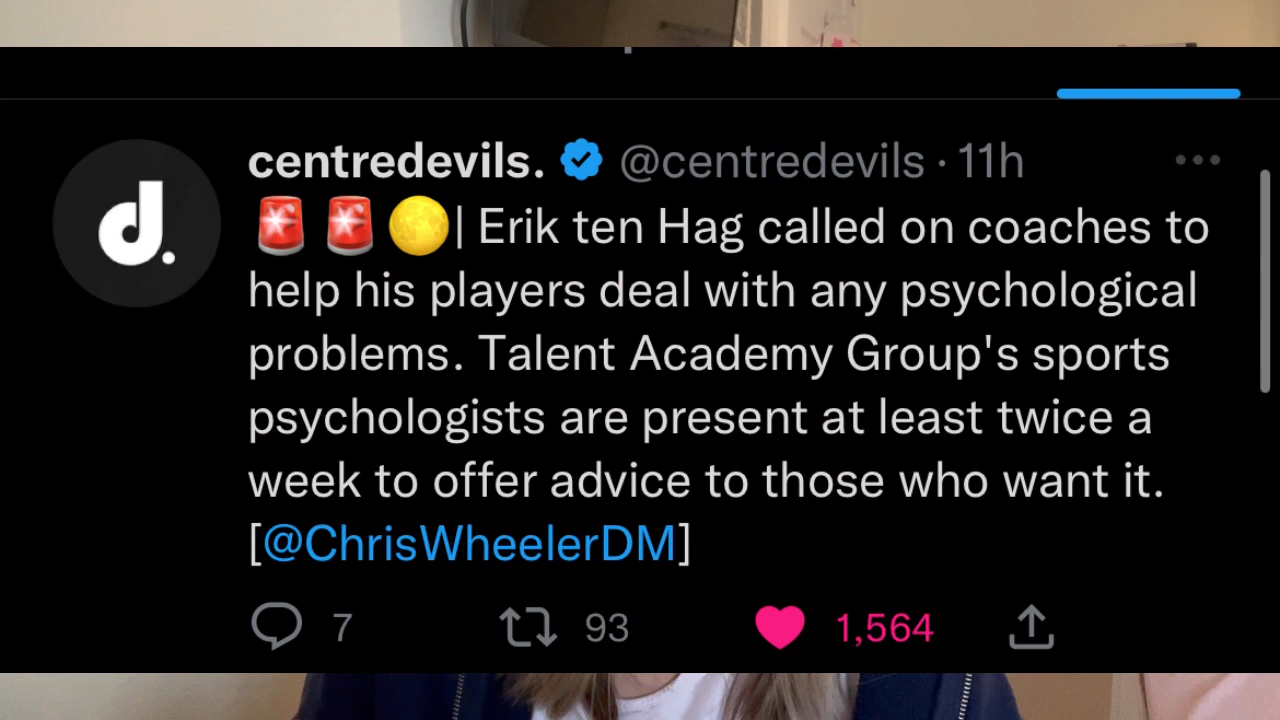 centredevils. @centredevils · 11h
🚨 🚨 🌕| Erik ten Hag called on coaches to
help his players deal with any psychological
problems. Talent Academy Group's sports
psychologists are present at least twice a
week to offer advice to those who want it.
[@ChrisWheelerDM]
7 93 1,564
d.